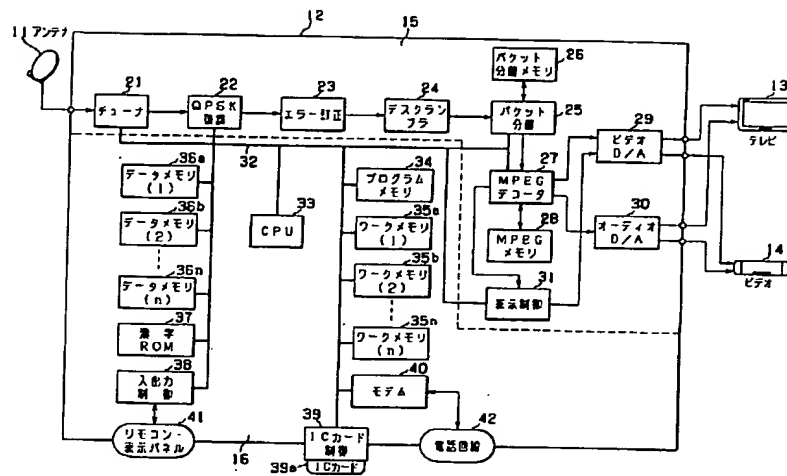 12
15
11 アンテナ
21
チューナ
22
QPSK
復調
23
エラー訂正
24
デスクラン
ブラ
26
パケット
分離メモリ
25
パケット
分離
13
テレビ
29
ビデオ
D/A
27
MPEG
デコーダ
28
MPEG
メモリ
30
オーディオ
D/A
14
ビデオ
31
表示制御
32
33
CPU
34
プログラム
メモリ
35a
ワークメモリ
(1)
35b
ワークメモリ
(2)
35n
ワークメモリ
(n)
36a
データメモリ
(1)
36b
データメモリ
(2)
36n
データメモリ
(n)
37
漢字
ROM
38
入出力
制御
40
モデム
41
リモコン・
表示パネル
16
39
ICカード
制御
39a
ICカード
42
電話回線